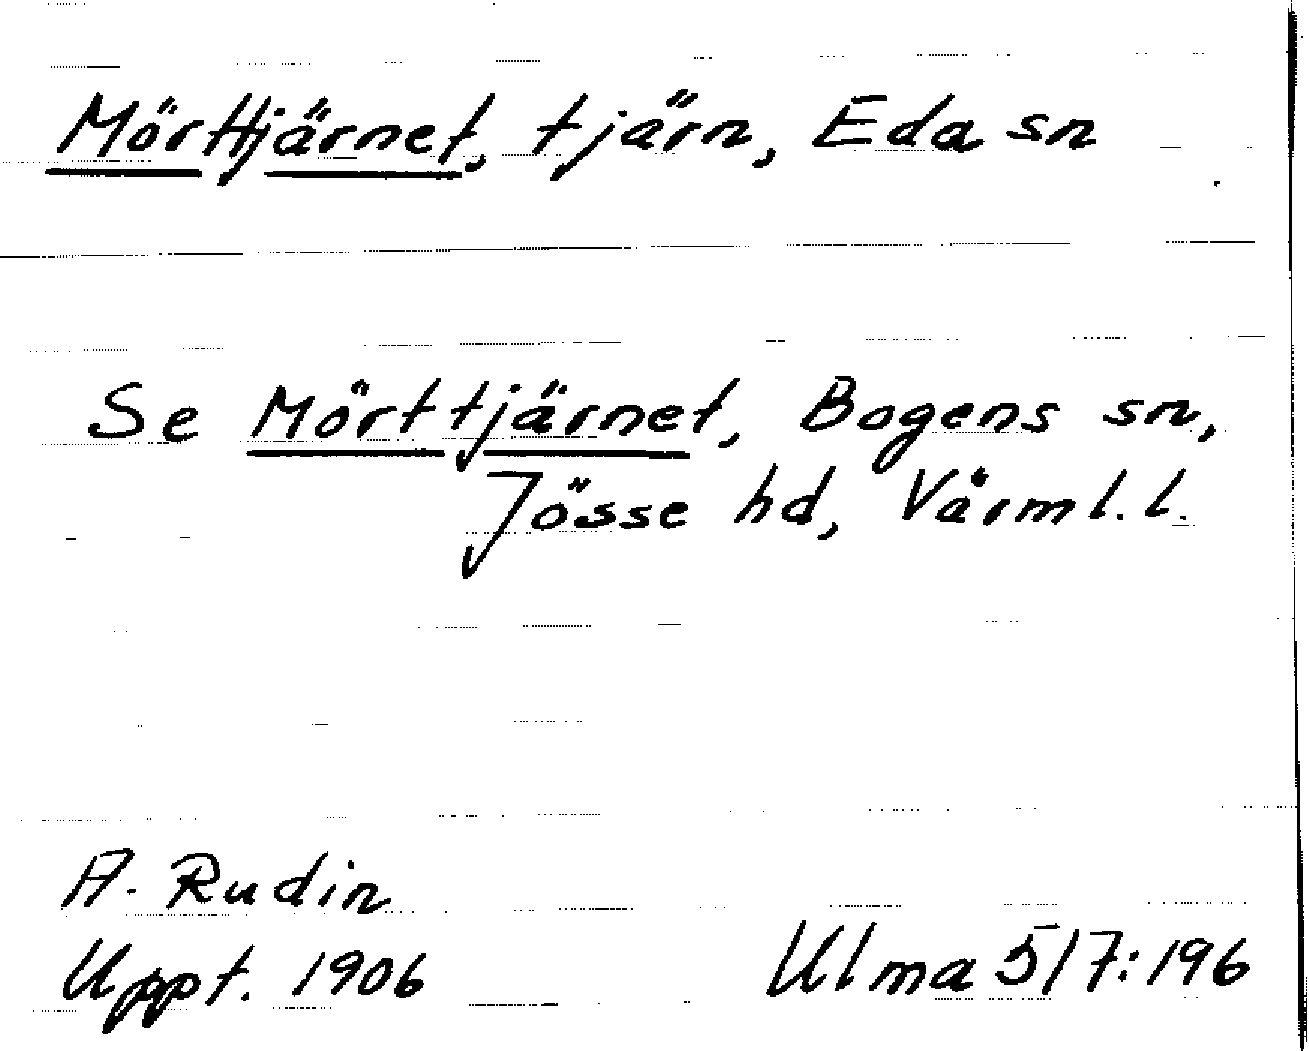 Mörttjärnet, tjärn, Eda sn
Se Mörttjärnet, Bogens sn,
Jösse hd, Värml. l.
A. Rudin
Uppt. 1906
Ulma 517:196